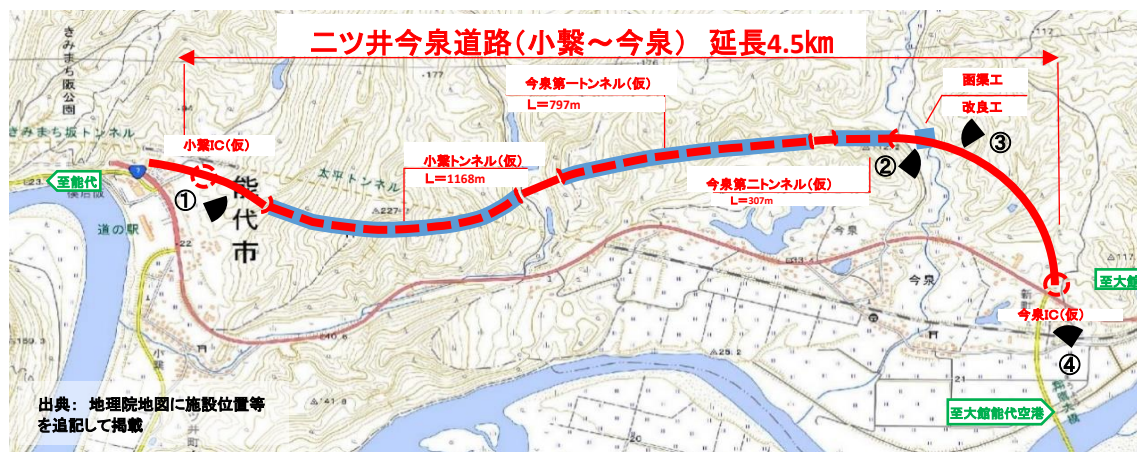 二ツ井今泉道路（小繋～今泉） 延長4.5km
きみまち阪公園
きみまち坂トンネル
小繋IC（仮）
至能代
道の駅
①
能代市
太平トンネル
小繋トンネル（仮）
L＝1168m
今泉第一トンネル（仮）
L＝797m
今泉第二トンネル（仮）
L＝307m
②
函渠工
改良工
③
今泉
今泉
今泉IC（仮）
④
至大館
至大館能代空港
小繋
出典： 地理院地図に施設位置等
を追記して掲載